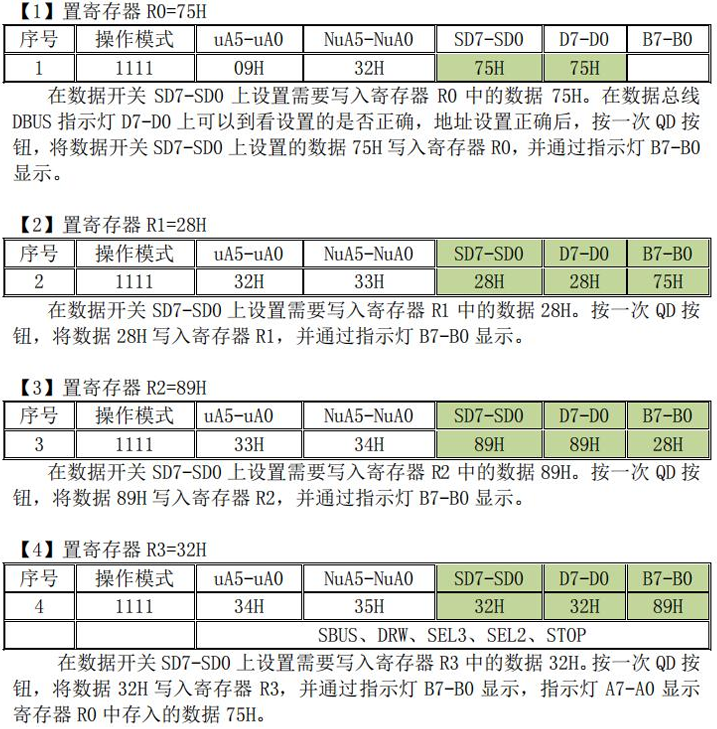 【1】置寄存器 R0=75H
序号 操作模式 uA5-uA0 NuA5-NuA0 SD7-SD0 D7-D0 B7-B0
1 1111 09H 32H 75H 75H
在数据开关 SD7-SD0 上设置需要写入寄存器 R0 中的数据 75H。在数据总线
DBUS 指示灯 D7-D0 上可以到看设置的是否正确，地址设置正确后，按一次 QD 按
钮，将数据开关 SD7-SD0 上设置的数据 75H 写入寄存器 R0，并通过指示灯 B7-B0
显示。
【2】置寄存器 R1=28H
序号 操作模式 uA5-uA0 NuA5-NuA0 SD7-SD0 D7-D0 B7-B0
2 1111 32H 33H 28H 28H 75H
在数据开关 SD7-SD0 上设置需要写入寄存器 R1 中的数据 28H。按一次 QD 按
钮，将数据 28H 写入寄存器 R1，并通过指示灯 B7-B0 显示。
【3】置寄存器 R2=89H
序号 操作模式 uA5-uA0 NuA5-NuA0 SD7-SD0 D7-D0 B7-B0
3 1111 33H 34H 89H 89H 28H
在数据开关 SD7-SD0 上设置需要写入寄存器 R2 中的数据 89H。按一次 QD 按
钮，将数据 89H 写入寄存器 R2，并通过指示灯 B7-B0 显示。
【4】置寄存器 R3=32H
序号 操作模式 uA5-uA0 NuA5-NuA0 SD7-SD0 D7-D0 B7-B0
4 1111 34H 35H 32H 32H 89H
SBUS、DRW、SEL3、SEL2、STOP
在数据开关 SD7-SD0 上设置需要写入寄存器 R3 中的数据 32H。按一次 QD 按
钮，将数据 32H 写入寄存器 R3，并通过指示灯 B7-B0 显示，指示灯 A7-A0 显示
寄存器 R0 中存入的数据 75H。